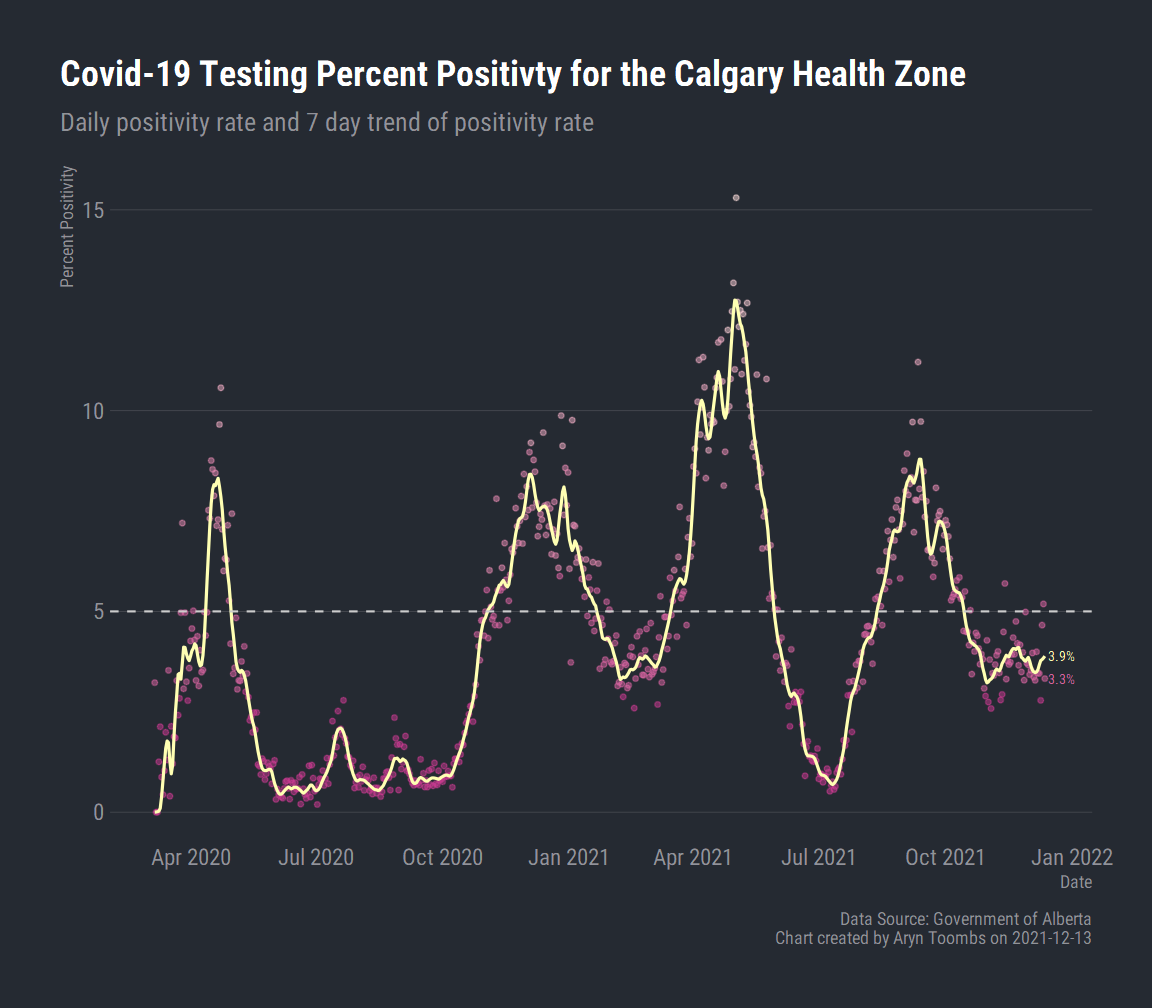 Covid-19 Testing Percent Positivty for the Calgary Health Zone
Daily positivity rate and 7 day trend of positivity rate
Percent Positivity
15
10
5
0
3.9%
3.3%
Apr 2020 Jul 2020 Oct 2020 Jan 2021 Apr 2021 Jul 2021 Oct 2021 Jan 2022
Date
Data Source: Government of Alberta
Chart created by Aryn Toombs on 2021-12-13